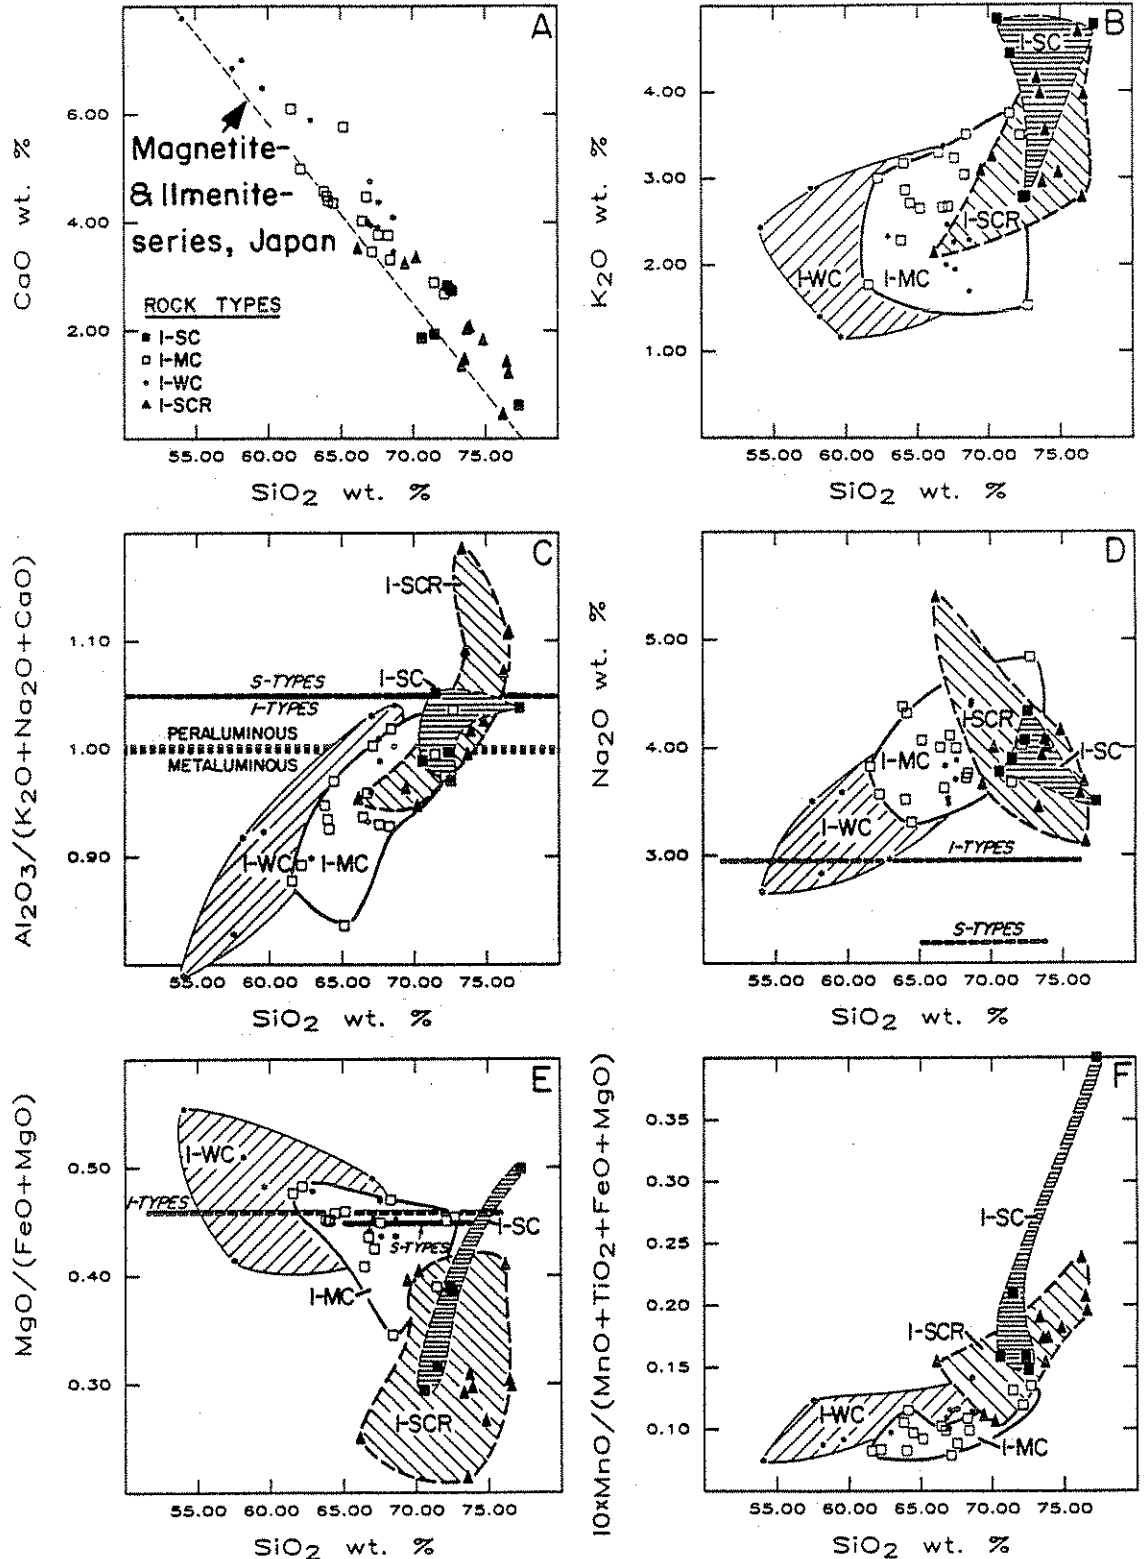 A
CaO wt. %
6.00
4.00
2.00
Magnetite-
& Ilmenite-
series, Japan
ROCK TYPES
I-SC
I-MC
I-WC
I-SCR
55.00 60.00 65.00 70.00 75.00
SiO2 wt. %
B
K2O wt. %
4.00
3.00
2.00
1.00
I-SC
I-SCR
I-WC
I-MC
55.00 60.00 65.00 70.00 75.00
SiO2 wt. %
C
Al2O3/(K2O+Na2O+CaO)
1.10
1.00
0.90
I-SCR
I-SC
S-TYPES
I-TYPES
PERALUMINOUS
METALUMINOUS
I-WC
I-MC
55.00 60.00 65.00 70.00 75.00
SiO2 wt. %
D
Na2O wt. %
5.00
4.00
3.00
I-SCR
I-MC
I-SC
I-WC
I-TYPES
S-TYPES
55.00 60.00 65.00 70.00 75.00
SiO2 wt. %
E
MgO/(FeO+MgO)
0.50
0.40
0.30
I-WC
I-TYPES
I-SC
S-TYPES
I-MC
I-SCR
55.00 60.00 65.00 70.00 75.00
SiO2 wt. %
F
10xMnO/(MnO+TiO2+FeO+MgO)
0.35
0.30
0.25
0.20
0.15
0.10
I-SC
I-SCR
I-WC
I-MC
55.00 60.00 65.00 70.00 75.00
SiO2 wt. %